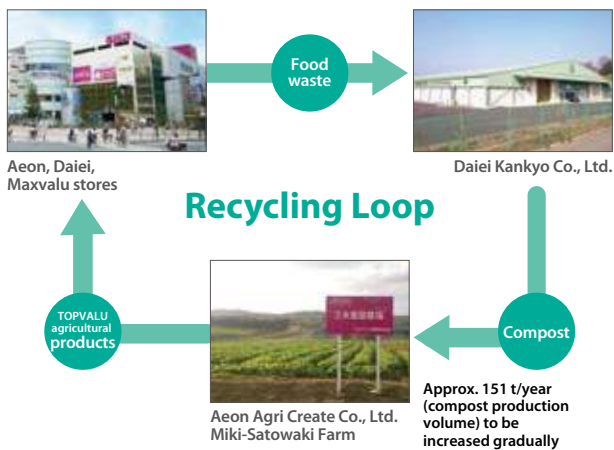 Food
waste
Aeon, Daiei,
Maxvalu stores
Daiei Kankyo Co., Ltd.
Recycling Loop
TOPVALU
agricultural
products
Compost
Aeon Agri Create Co., Ltd.
Miki-Satowaki Farm
Approx. 151 t/year
(compost production
volume) to be
increased gradually